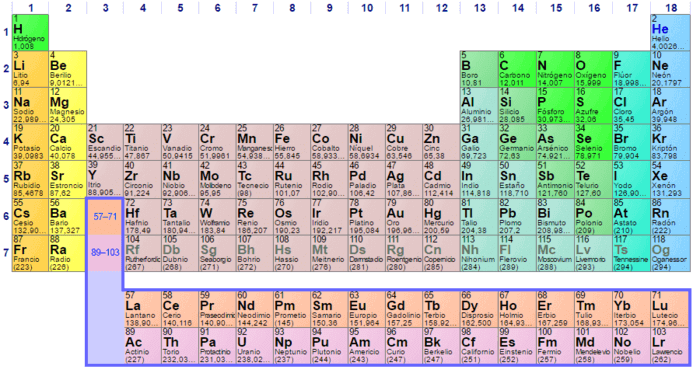 1 2 3 4 5 6 7 8 9 10 11 12 13 14 15 16 17 18
1 2
1 H He
Hidrógeno Helio
1,008 4,0026...
3 4 5 6 7 8 9 10
2 Li Be B C N O F Ne
Litio Berilio Boro Carbono Nitrógeno Oxígeno Flúor Neón
6,94 9,0121... 10,81 12,011 14,007 15,999 18,998... 20,1797
11 12 13 14 15 16 17 18
3 Na Mg Al Si P S Cl Ar
Sodio Magnesio Aluminio Silicio Fósforo Azufre Cloro Argón
22,989... 24,305 26,981... 28,085 30,973... 32,06 35,45 39,948
19 20 21 22 23 24 25 26 27 28 29 30 31 32 33 34 35 36
4 K Ca Sc Ti V Cr Mn Fe Co Ni Cu Zn Ga Ge As Se Br Kr
Potasio Calcio Escandio Titanio Vanadio Cromo Manganeso Hierro Cobalto Niquel Cobre Zinc Galio Germanio Arsénico Selenio Bromo Kriptón
39,0983 40,078 44,955... 47,867 50,9415 51,9961 54,938... 55,845 58,933... 58,6934 63,546 65,38 69,723 72,63 74,921... 78,971 79,904 83,798
37 38 39 40 41 42 43 44 45 46 47 48 49 50 51 52 53 54
5 Rb Sr Y Zr Nb Mo Tc Ru Rh Pd Ag Cd In Sn Sb Te I Xe
Rubidio Estroncio Itrio Circonio Niobio Molibdeno Tecnecio Rutenio Rodio Paladio Plata Cadmio India Estaño Antimonio Telurio Iodo Xenón
85,4678 87,62 88,905... 91,224 92,906... 95,95 (98) 101,07 102,90... 106,42 107,86... 112,414 114,818 118,710 121,760 127,60 126,90... 131,293
55 56 57–71 72 73 74 75 76 77 78 79 80 81 82 83 84 85 86
6 Cs Ba Hf Ta W Re Os Ir Pt Au Hg Tl Pb Bi Po At Rn
Cesio Bario Hafnio Tantalio Wolframio Renio Osmio Iridio Platino Oro Mercurio Talio Plomo Bismuto Polonio Astato Radón
132,90... 137,327 178,49 180,94... 183,84 186,207 190,23 192,217 195,084 196,96... 200,59 204,38 207,2 208,98... (209) (210) (222)
87 88 89–103 104 105 106 107 108 109 110 111 112 113 114 115 116 117 118
7 Fr Ra Rf Db Sg Bh Hs Mt Ds Rg Cn Nh Fl Mc Lv Ts Og
Francio Radio Rutherfordio Dubnio Seaborgio Bohrio Hassio Meitnerio Darmstadtio Roentgenio Copernicio Nihonium Flerovio Moscovium Livermorio Tennessine Oganesson
(223) (226) (267) (268) (271) (272) (270) (276) (281) (280) (285) (284) (289) (288) (293) (294) (294)
57 58 59 60 61 62 63 64 65 66 67 68 69 70 71
La Ce Pr Nd Pm Sm Eu Gd Tb Dy Ho Er Tm Yb Lu
Lantano Cerio Praseodimio Neodimio Prometio Samario Europio Gadolinio Terbio Disprosio Holmio Erbio Tulio Iterbio Lutecio
138,90... 140,116 140,90... 144,242 (145) 150,36 151,964 157,25 158,92... 162,500 164,93... 167,259 168,93... 173,054 174,96...
89 90 91 92 93 94 95 96 97 98 99 100 101 102 103
Ac Th Pa U Np Pu Am Cm Bk Cf Es Fm Md No Lr
Actinio Torio Protactinio Uranio Neptunio Plutonio Americio Curio Berkelio Californio Einstenio Fermio Mendelevio Nobelio Lawrencio
(227) 232,03... 231,03... 238,02... (237) (244) (243) (247) (247) (251) (252) (257) (258) (259) (262)